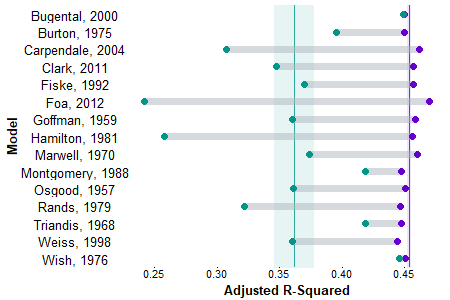 Bugental, 2000
Burton, 1975
Carpendale, 2004
Clark, 2011
Fiske, 1992
Foa, 2012
Goffman, 1959
Hamilton, 1981
Marwell, 1970
Montgomery, 1988
Osgood, 1957
Rands, 1979
Triandis, 1968
Weiss, 1998
Wish, 1976
Model
0.25 0.30 0.35 0.40 0.45
Adjusted R-Squared